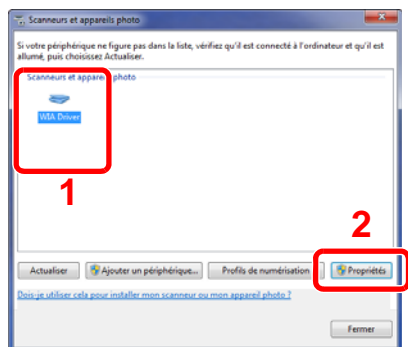 Scanneurs et appareils photo
Si votre périphérique ne figure pas dans la liste, vérifiez qu'il est connecté à l'ordinateur et qu'il est
allumé, puis choisissez Actualiser.
Scanneurs et appareils photo
WIA Driver
1
2
Actualiser
Ajouter un périphérique...
Profils de numérisation
Propriétés
Dois-je utiliser cela pour installer mon scanneur ou mon appareil photo ?
Fermer